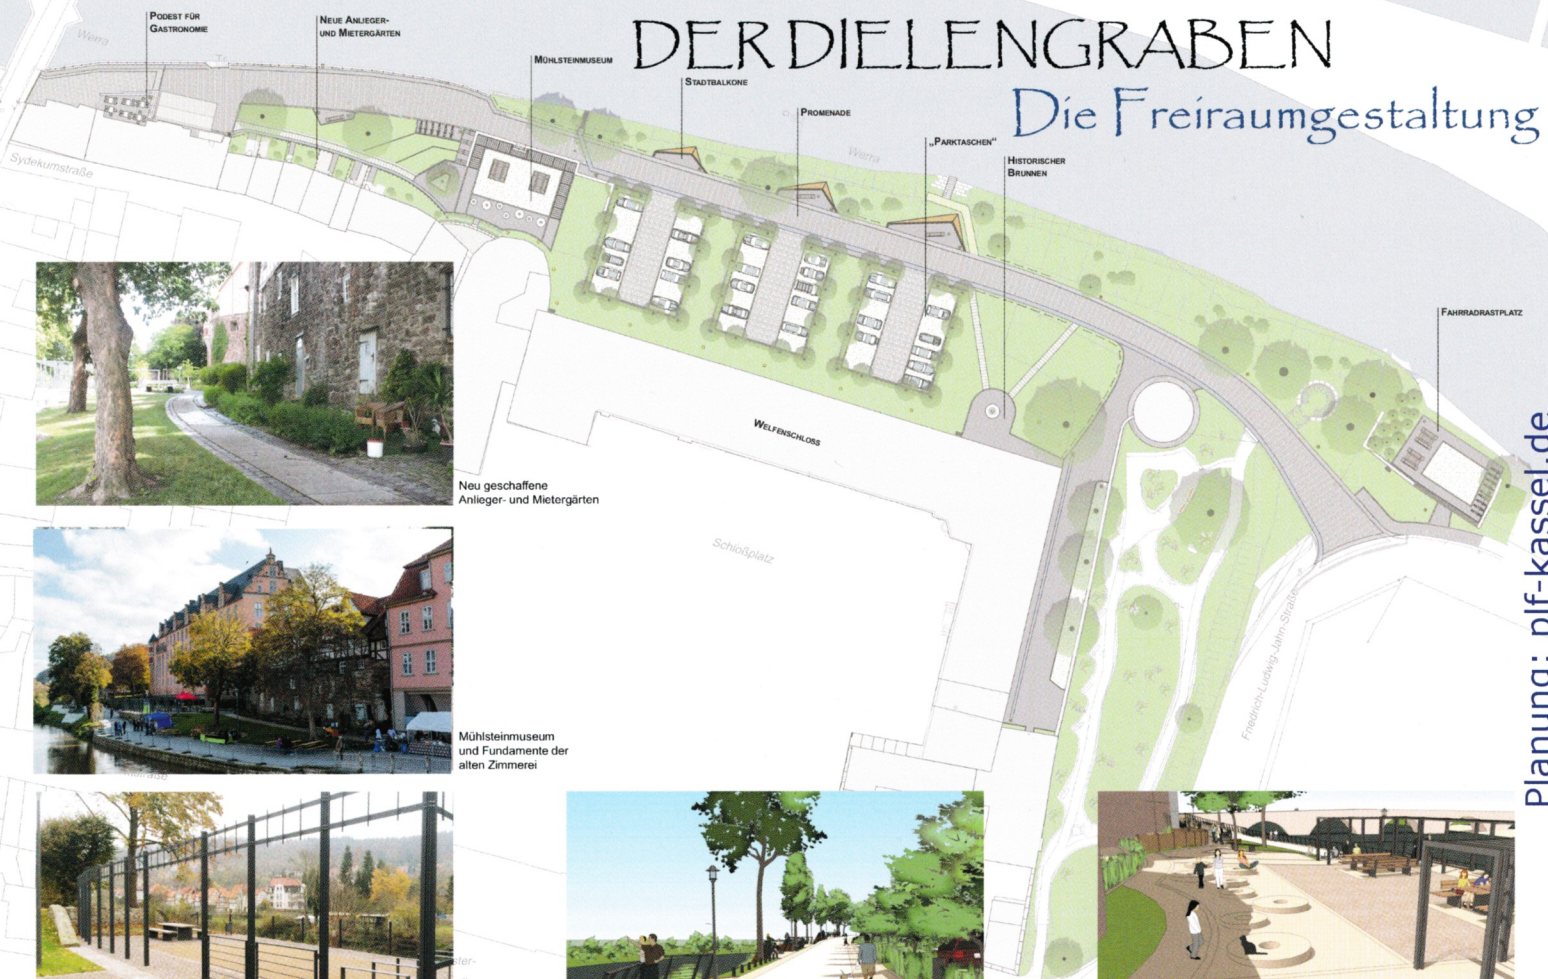 DER DIELENGRABEN
Die Freiraumgestaltung
PODEST FÜR
GASTRONOMIE
NEUE ANLIEGER-
UND MIETERGÄRTEN
MÜHLSTEINMUSEUM
STADTBALKONE
PROMENADE
„PARKTASCHEN“
HISTORISCHER
BRUNNEN
FAHRRADRASTPLATZ
Werra
Werra
Sydekumstraße
WELFENSCHLOSS
Schloßplatz
Friedrich-Ludwig-Jahn-Straße
Neu geschaffene
Anlieger- und Mietergärten
Mühlsteinmuseum
und Fundamente der
alten Zimmerei
Planung: plf-kassel.de